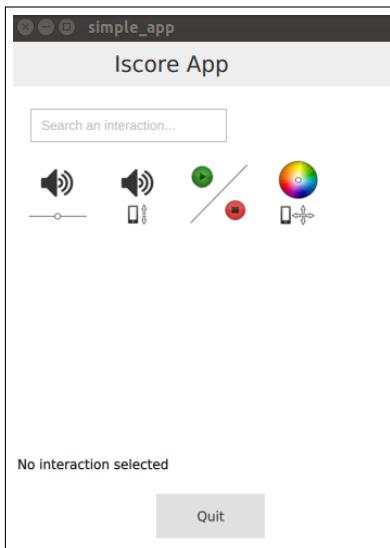 simple_app
Iscore App
Search an interaction...
No interaction selected
Quit